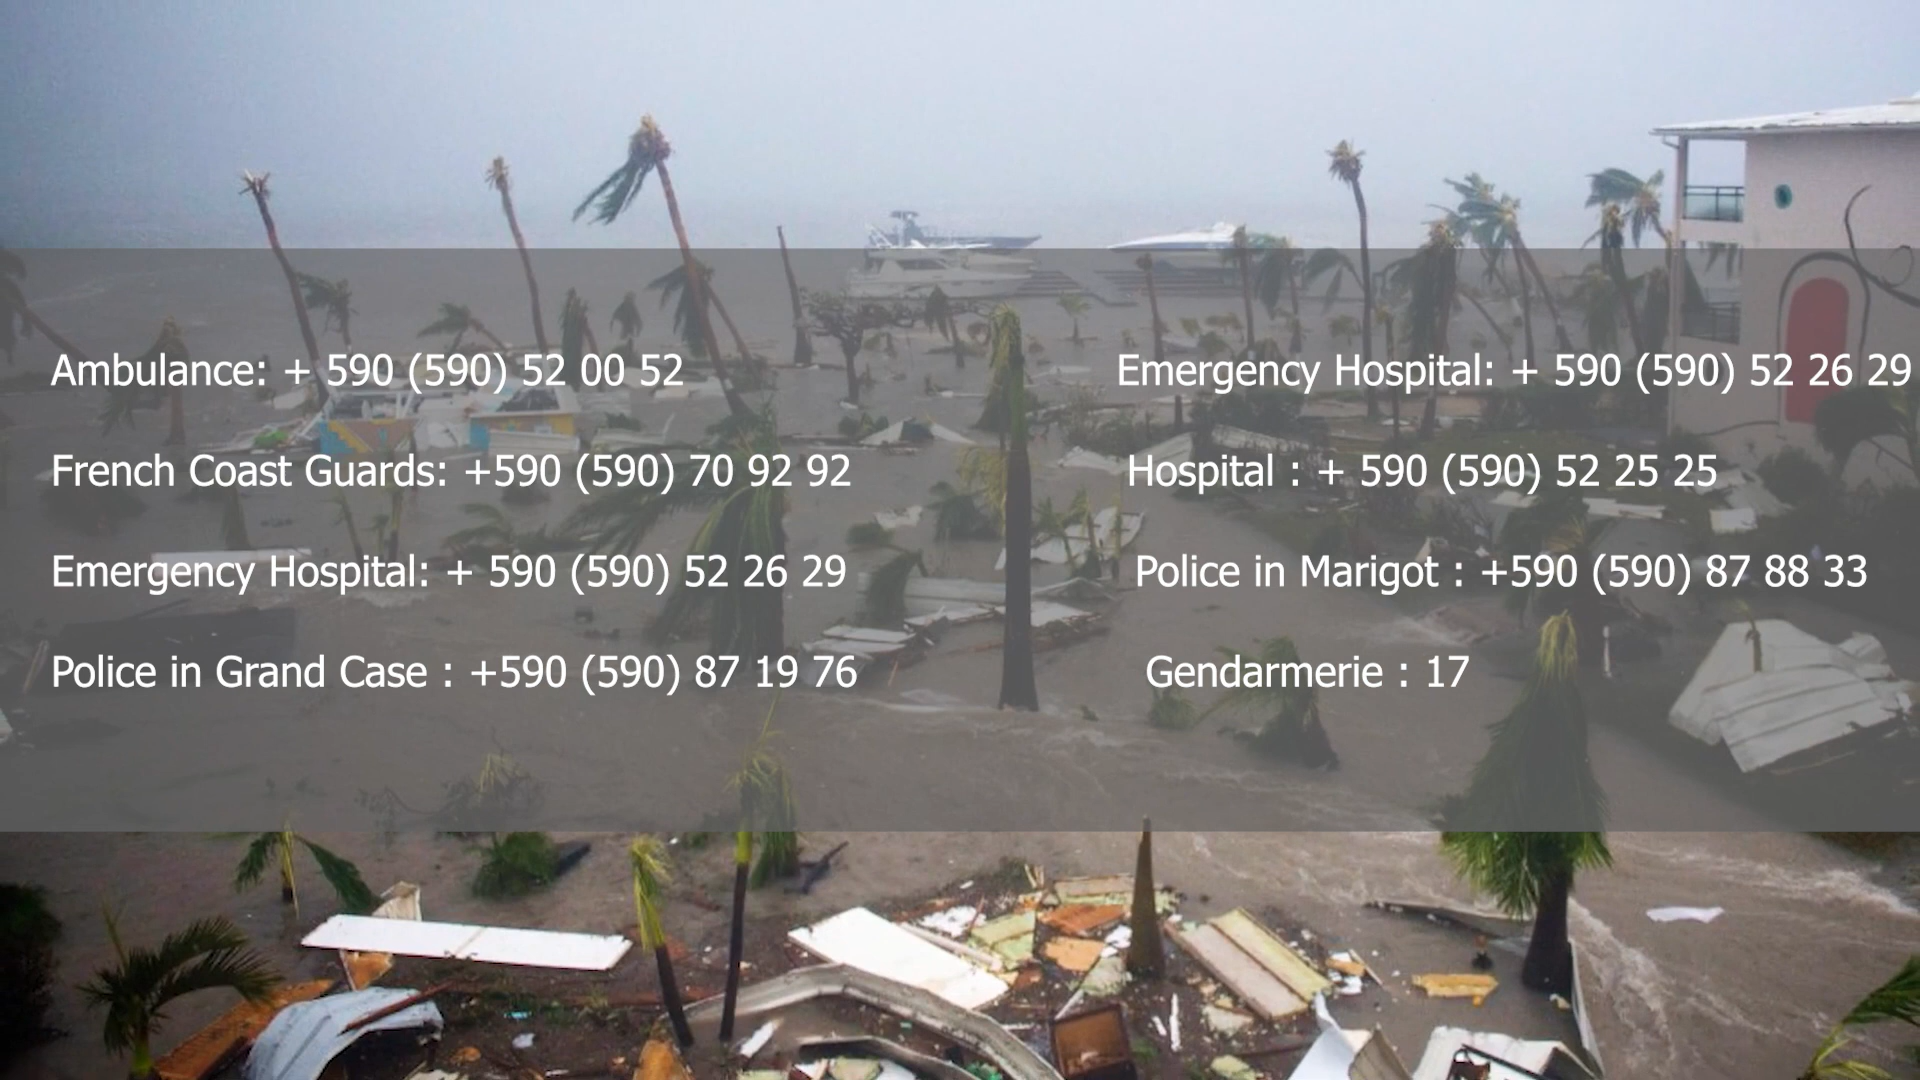 Ambulance: + 590 (590) 52 00 52
French Coast Guards: +590 (590) 70 92 92
Emergency Hospital: + 590 (590) 52 26 29
Police in Grand Case : +590 (590) 87 19 76
Emergency Hospital: + 590 (590) 52 26 29
Hospital : + 590 (590) 52 25 25
Police in Marigot : +590 (590) 87 88 33
Gendarmerie : 17